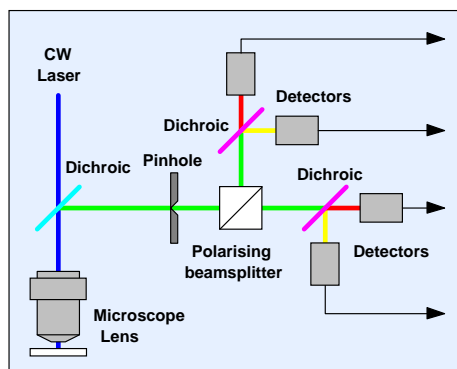 CW
Laser
Detectors
Dichroic
Pinhole
Dichroic
Dichroic
Polarising
beamsplitter
Detectors
Microscope
Lens